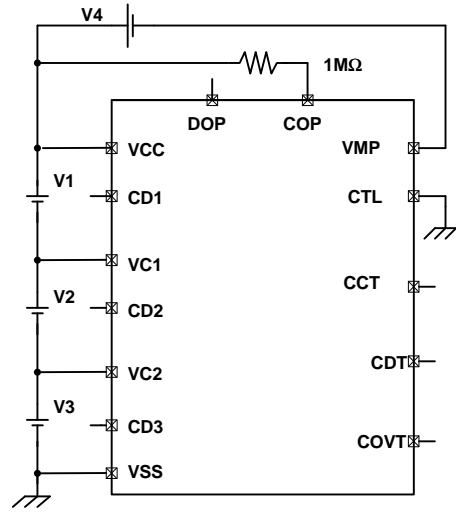 V4
1MΩ
DOP
COP
VCC
VMP
V1
CD1
CTL
VC1
V2
CCT
CD2
VC2
CDT
V3
CD3
COVT
VSS